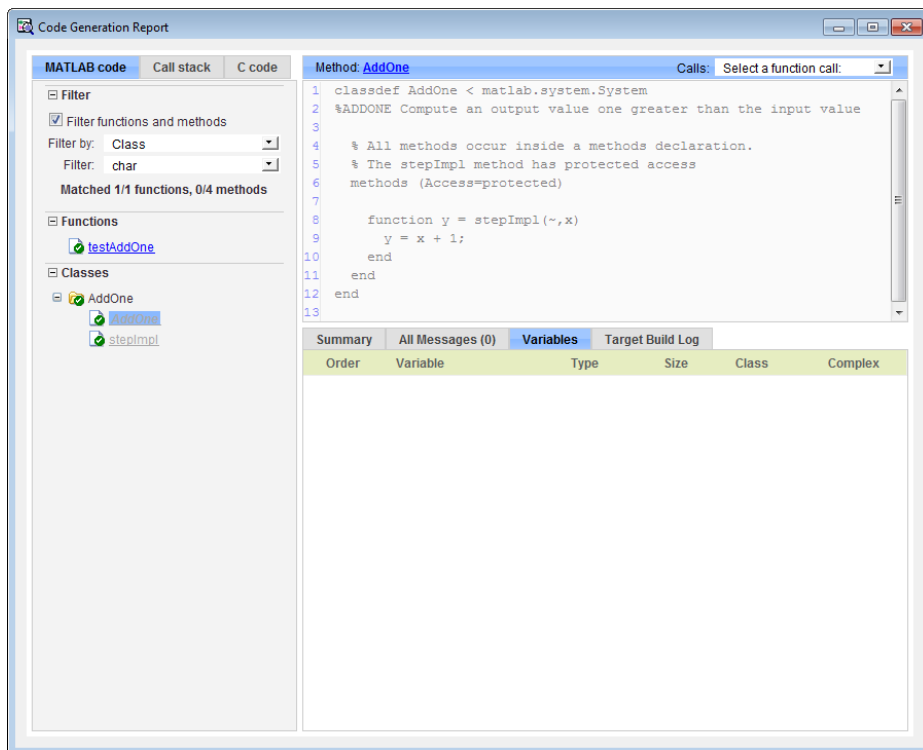 Code Generation Report
MATLAB code Call stack C code
Filter
Filter functions and methods
Filter by: Class
Filter: char
Matched 1/1 functions, 0/4 methods
Functions
testAddOne
Classes
AddOne
AddOne
stepImpl
Method: AddOne Calls: Select a function call:
1 classdef AddOne < matlab.system.System
2 %ADDONE Compute an output value one greater than the input value
3
4 % All methods occur inside a methods declaration.
5 % The stepImpl method has protected access
6 methods (Access=protected)
7
8 function y = stepImpl(~,x)
9 y = x + 1;
10 end
11 end
12 end
13
Summary All Messages (0) Variables Target Build Log
Order Variable Type Size Class Complex